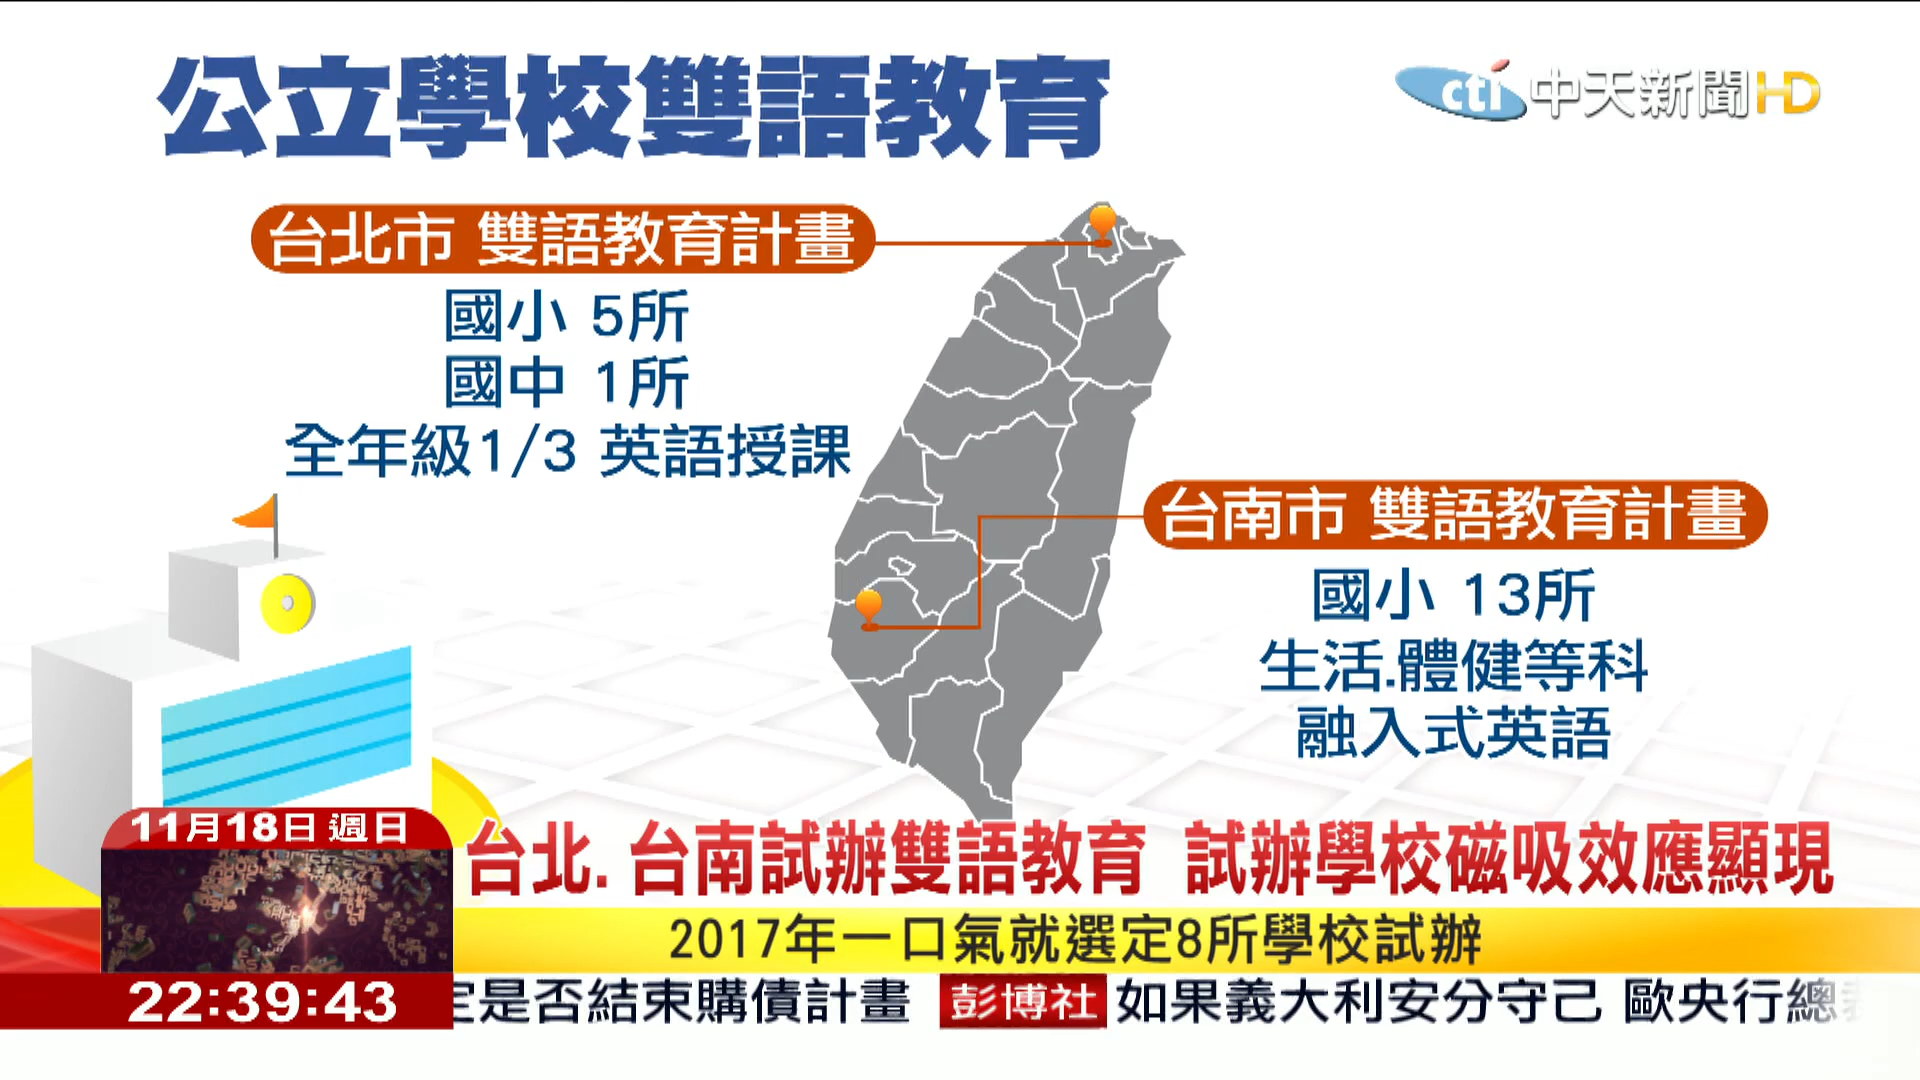 公立學校雙語教育
cti 中天新聞HD
台北市 雙語教育計畫
國小 5所
國中 1所
全年級1/3 英語授課
台南市 雙語教育計畫
國小 13所
生活.體健等科
融入式英語
11月18日 週日
台北.台南試辦雙語教育 試辦學校磁吸效應顯現
2017年一口氣就選定8所學校試辦
22:39:43
是否結束購債計畫 彭博社 如果義大利安分守己 歐央行總